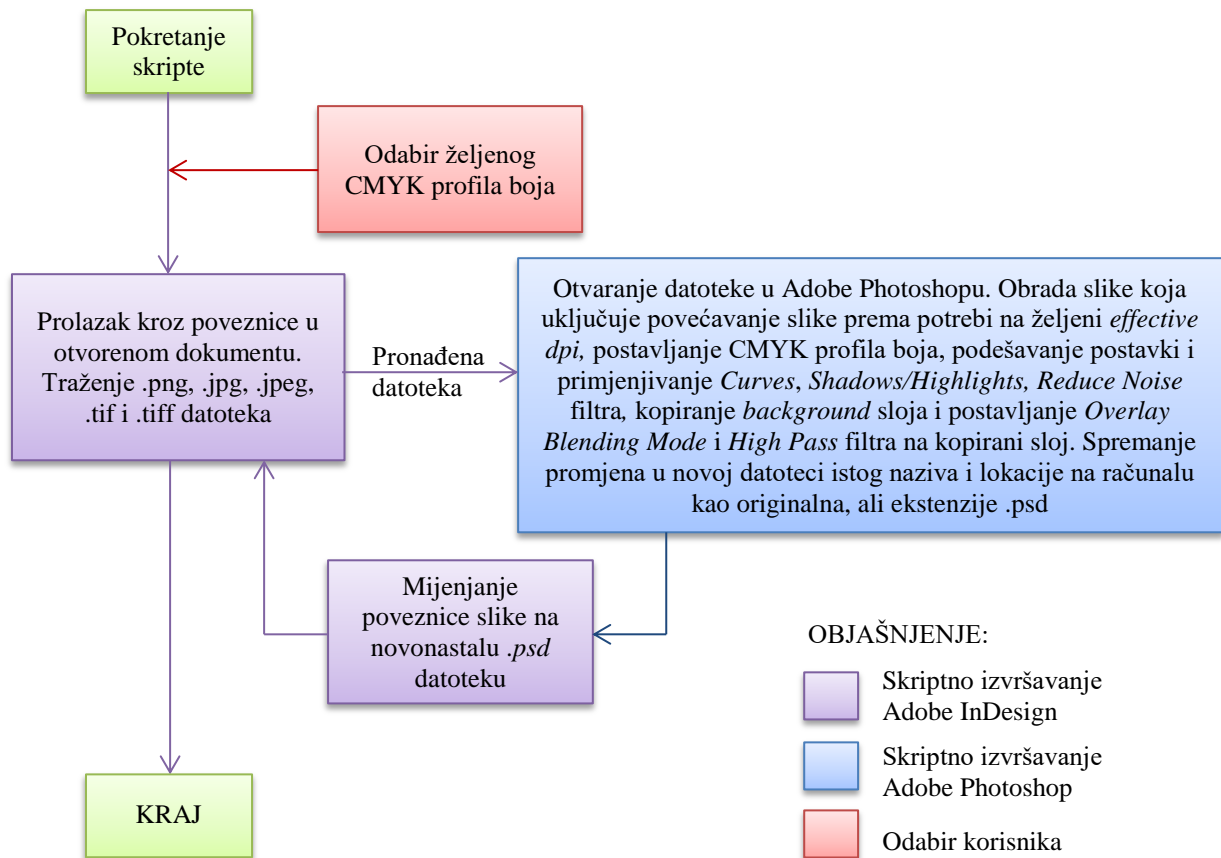 Pokretanje
skripte
Odabir željenog
CMYK profila boja
Prolazak kroz poveznice u
otvorenom dokumentu.
Traženje .png, .jpg, .jpeg,
.tif i .tiff datoteka
Pronađena
datoteka
Otvaranje datoteke u Adobe Photoshopu. Obrada slike koja
uključuje povećavanje slike prema potrebi na željeni effective
dpi, postavljanje CMYK profila boja, podešavanje postavki i
primjenjivanje Curves, Shadows/Highlights, Reduce Noise
filtra, kopiranje background sloja i postavljanje Overlay
Blending Mode i High Pass filtra na kopirani sloj. Spremanje
promjena u novoj datoteci istog naziva i lokacije na računalu
kao originalna, ali ekstenzije .psd
Mijenjanje
poveznice slike na
novonastalu .psd
datoteku
KRAJ
OBJAŠNJENJE:
Skriptno izvršavanje
Adobe InDesign
Skriptno izvršavanje
Adobe Photoshop
Odabir korisnika